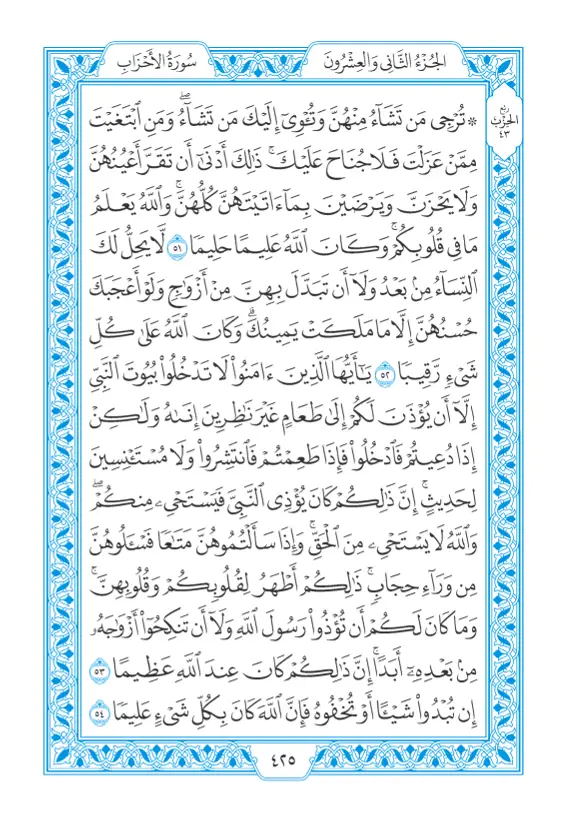 الجُزْءُ الثَّانِي وَالعِشْرُونَ
سُورَةُ الأَحْزَابِ
رُبْع
الحِزْبِ
٤٣
۞ تُرْجِى مَن تَشَآءُ مِنْهُنَّ وَتُـْٔوِىٓ إِلَيْكَ مَن تَشَآءُۖ وَمَنِ ٱبْتَغَيْتَ
مِمَّنْ عَزَلْتَ فَلَا جُنَاحَ عَلَيْكَۚ ذَٰلِكَ أَدْنَىٰٓ أَن تَقَرَّ أَعْيُنُهُنَّ
وَلَا يَحْزَنَّ وَيَرْضَيْنَ بِمَآ ءَاتَيْتَهُنَّ كُلُّهُنَّۚ وَٱللَّهُ يَعْلَمُ
مَا فِى قُلُوبِكُمْۚ وَكَانَ ٱللَّهُ عَلِيمًا حَلِيمًا ٥١ لَّا يَحِلُّ لَكَ
ٱلنِّسَآءُ مِنۢ بَعْدُ وَلَآ أَن تَبَدَّلَ بِهِنَّ مِنْ أَزْوَٰجٍ وَلَوْ أَعْجَبَكَ
حُسْنُهُنَّ إِلَّا مَا مَلَكَتْ يَمِينُكَۗ وَكَانَ ٱللَّهُ عَلَىٰ كُلِّ
شَىْءٍ رَّقِيبًا ٥٢ يَٰٓأَيُّهَا ٱلَّذِينَ ءَامَنُوا۟ لَا تَدْخُلُوا۟ بُيُوتَ ٱلنَّبِىِّ
إِلَّآ أَن يُؤْذَنَ لَكُمْ إِلَىٰ طَعَامٍ غَيْرَ نَٰظِرِينَ إِنَىٰهُ وَلَٰكِنْ
إِذَا دُعِيتُمْ فَٱدْخُلُوا۟ فَإِذَا طَعِمْتُمْ فَٱنتَشِرُوا۟ وَلَا مُسْتَـْٔنِسِينَ
لِحَدِيثٍۚ إِنَّ ذَٰلِكُمْ كَانَ يُؤْذِى ٱلنَّبِىَّ فَيَسْتَحْىِۦ مِنكُمْۖ
وَٱللَّهُ لَا يَسْتَحْىِۦ مِنَ ٱلْحَقِّۚ وَإِذَا سَأَلْتُمُوهُنَّ مَتَٰعًا فَسْـَٔلُوهُنَّ
مِن وَرَآءِ حِجَابٍۚ ذَٰلِكُمْ أَطْهَرُ لِقُلُوبِكُمْ وَقُلُوبِهِنَّۚ
وَمَا كَانَ لَكُمْ أَن تُؤْذُوا۟ رَسُولَ ٱللَّهِ وَلَآ أَن تَنكِحُوٓا۟ أَزْوَٰجَهُۥ
مِنۢ بَعْدِهِۦٓ أَبَدًاۚ إِنَّ ذَٰلِكُمْ كَانَ عِندَ ٱللَّهِ عَظِيمًا ٥٣
إِن تُبْدُوا۟ شَيْـًٔا أَوْ تُخْفُوهُ فَإِنَّ ٱللَّهَ كَانَ بِكُلِّ شَىْءٍ عَلِيمًا ٥٤
٤٢٥